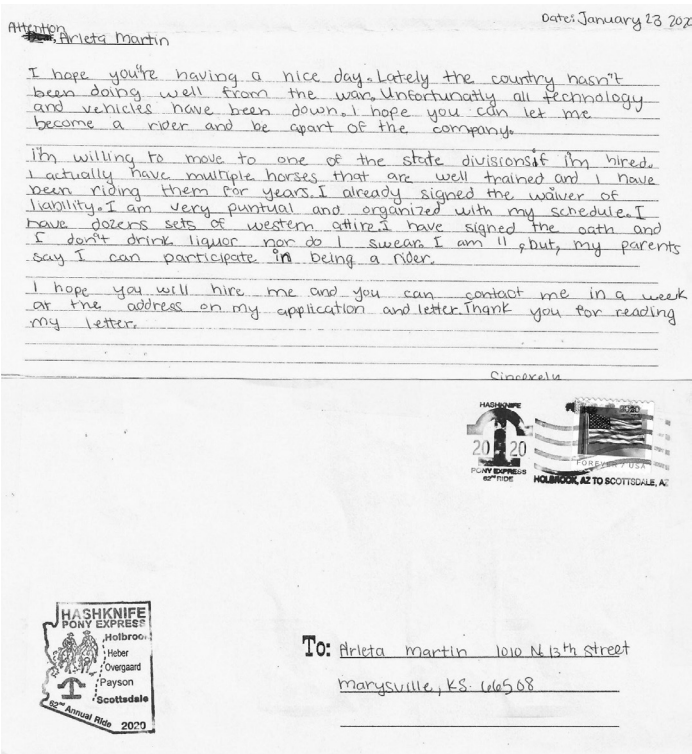 Date: January 23 202
Attention
Arleta Martin
I hope you're having a nice day. Lately the country hasn't
been doing well from the war. Unfortunatly all technology
and vehicles have been down. I hope you can let me
become a rider and be apart of the company.
I'm willing to move to one of the state divisions if i'm hired.
I actually have multiple horses that are well trained and I have
been riding them for years. I already signed the waiver of
liability. I am very puntual and organized with my schedule. I
have dozens sets of western attire. I have signed the oath and
I don't drink liquor nor do I swear. I am 11, but, my parents
say I can participate in being a rider.
I hope you will hire me and you can contact me in a week
at the address on my application and letter. Thank you for reading
my letter.
Sincerely
HASHKNIFE
20 20
PONY EXPRESS
62nd RIDE
2020
FOREVER / USA
HOLBROOK, AZ TO SCOTTSDALE, AZ
HASHKNIFE
PONY EXPRESS
Holbrook
Heber
Overgaard
Payson
Scottsdale
62nd Annual Ride 2020
To: Arleta martin 1010 N 13th street
marysville, KS. 66508